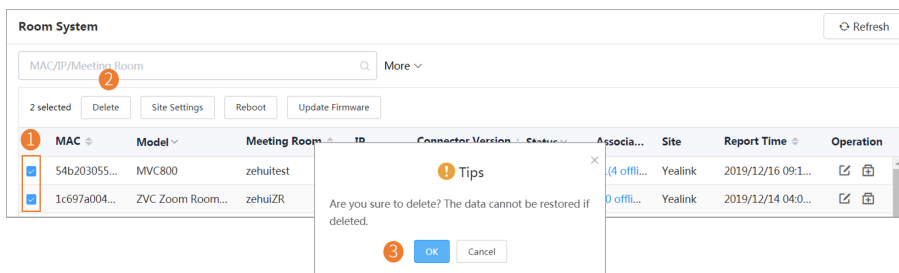 Room System
Refresh
MAC/IP/Meeting Room
More
2
2 selected Delete Site Settings Reboot Update Firmware
1
MAC Model Meeting Room IP Connector Version Status Associa... Site Report Time Operation
54b203055... MVC800 zehuitest .(4 offli... Yealink 2019/12/16 09:1...
1c697a004... ZVC Zoom Room... zehuiZR 0 offli... Yealink 2019/12/14 04:0...
Tips
Are you sure to delete? The data cannot be restored if
deleted.
3 OK Cancel